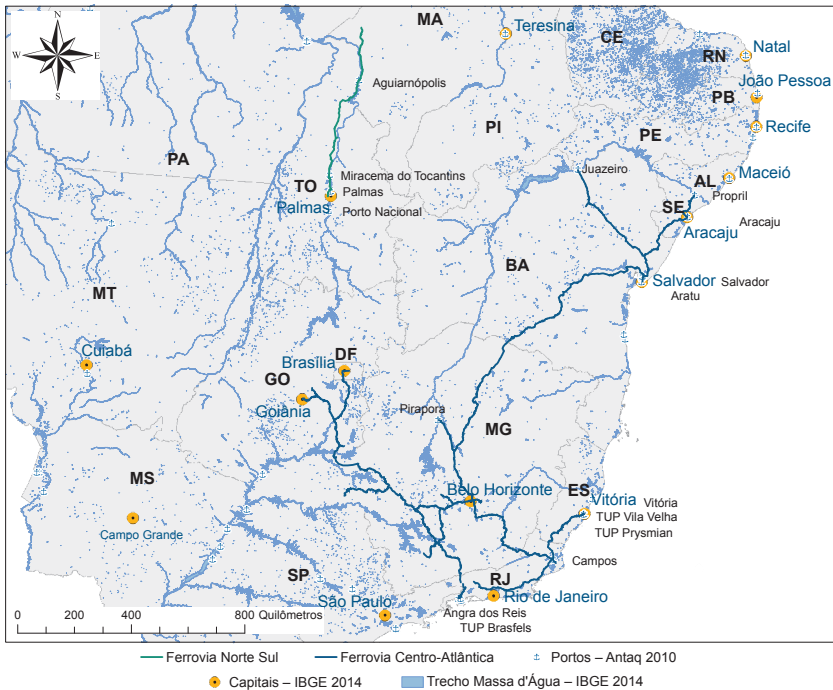 N
W
E
S
MA
Teresina
CE
RN
Natal
João Pessoa
PB
Aguiarnópolis
PI
PE
Recife
PA
TO
Miracema do Tocantins
Palmas
Palmas
Porto Nacional
Juazeiro
AL
Maceió
Propril
SE
Aracaju
Aracaju
BA
MT
Salvador
Salvador
Aratu
Cuiabá
DF
Brasília
GO
Goiânia
Pirapora
MG
MS
Belo Horizonte
ES
Vitória
Vitória
TUP Vila Velha
TUP Prysmian
Campo Grande
Campos
SP
RJ
Rio de Janeiro
São Paulo
Angra dos Reis
TUP Brasfels
0 200 400 800 Quilômetros
Ferrovia Norte Sul
Ferrovia Centro-Atlântica
Portos – Antaq 2010
Capitais – IBGE 2014
Trecho Massa d'Água – IBGE 2014